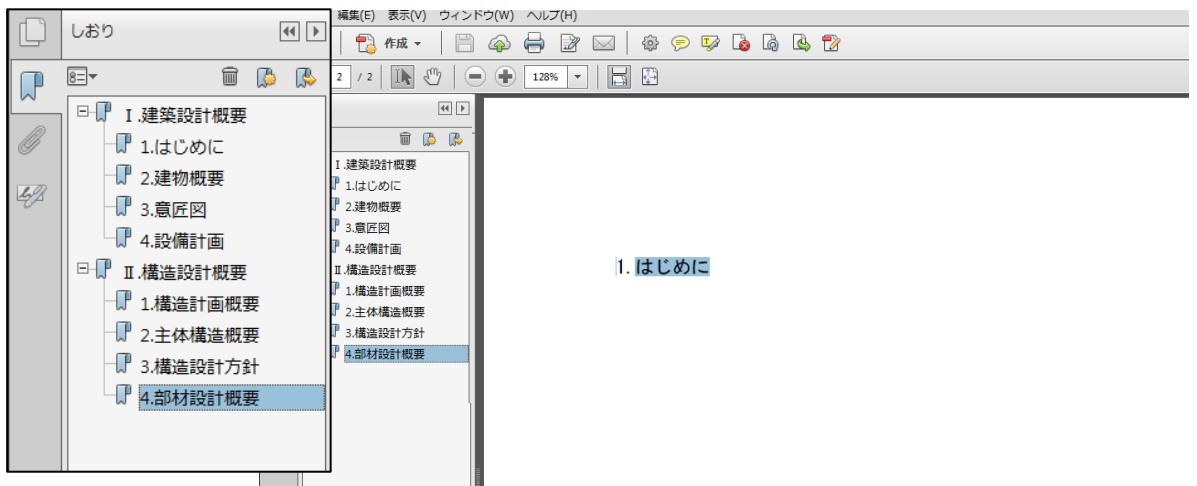 しおり
Ⅰ.建築設計概要
1.はじめに
2.建物概要
3.意匠図
4.設備計画
Ⅱ.構造設計概要
1.構造計画概要
2.主体構造概要
3.構造設計方針
4.部材設計概要
編集(E) 表示(V) ウィンドウ(W) ヘルプ(H)
作成
2 / 2 128%
Ⅰ.建築設計概要
1.はじめに
2.建物概要
3.意匠図
4.設備計画
Ⅱ.構造設計概要
1.構造計画概要
2.主体構造概要
3.構造設計方針
4.部材設計概要
1. はじめに